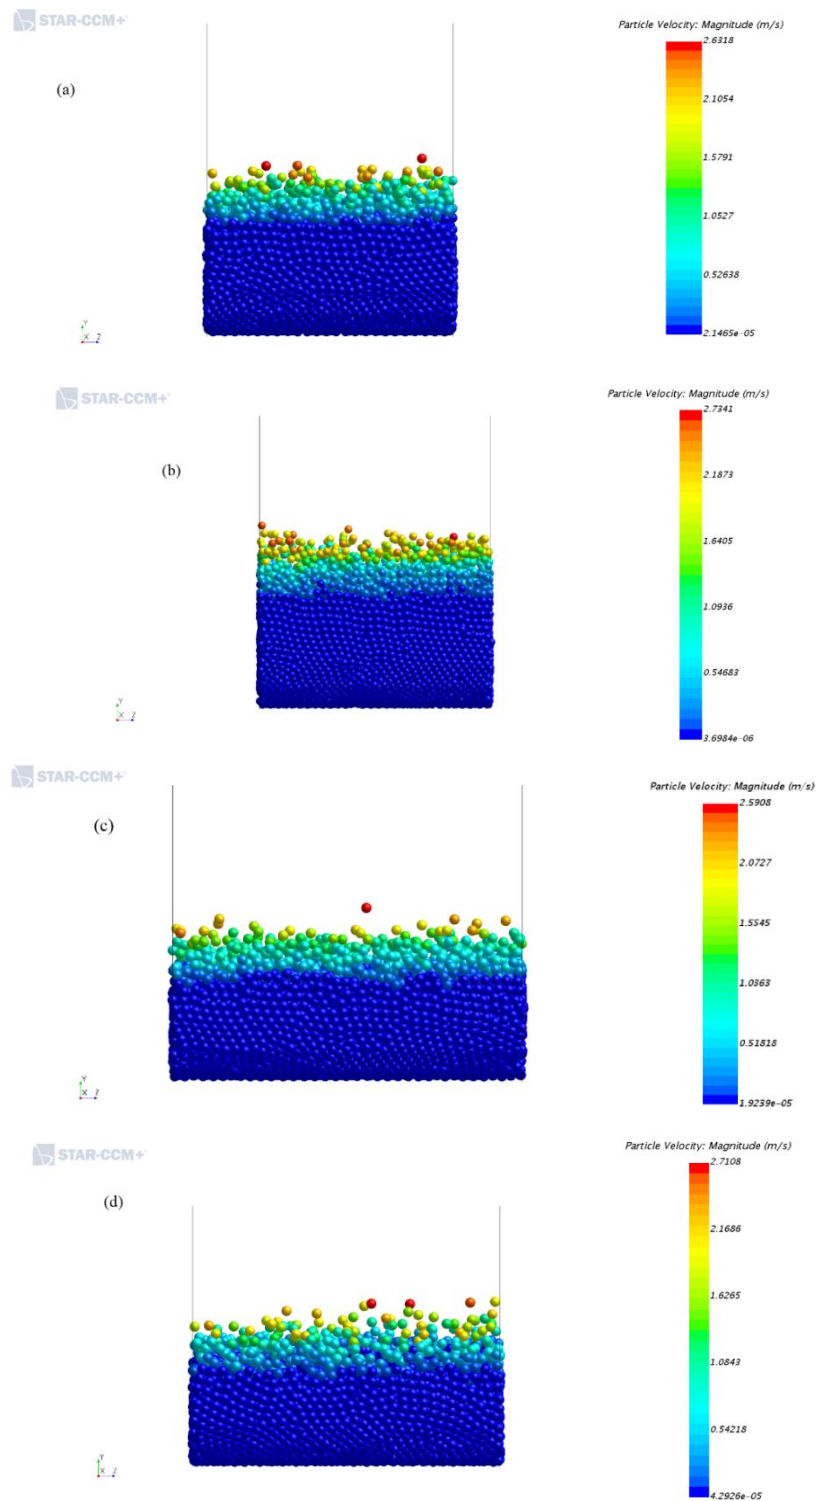 STAR-CCM+
Particle Velocity: Magnitude (m/s)
2.6318
(a)
2.1054
1.5791
1.0527
0.52638
2.1465e-05
Y
X Z
STAR-CCM+
Particle Velocity: Magnitude (m/s)
2.7341
(b)
2.1873
1.6405
1.0936
0.54683
3.6984e-06
Y
X Z
STAR-CCM+
Particle Velocity: Magnitude (m/s)
2.5908
(c)
2.0727
1.5545
1.0363
0.51818
1.9239e-05
Y
X Z
STAR-CCM+
Particle Velocity: Magnitude (m/s)
2.7108
(d)
2.1686
1.6265
1.0843
0.54218
4.2926e-05
Y
X Z